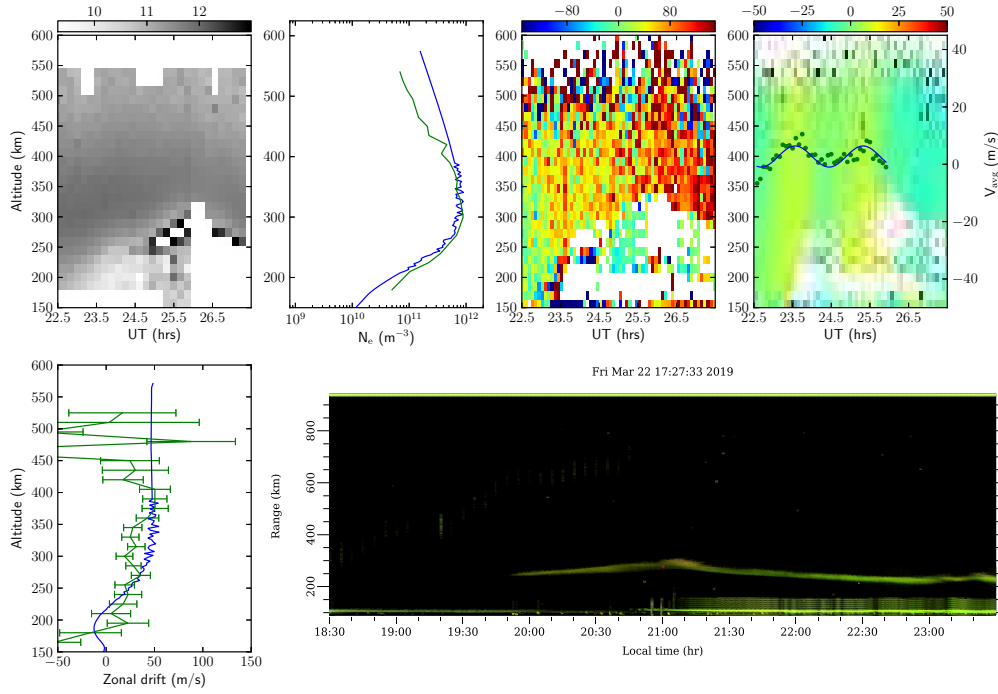 10 11 12
−80 0 80
−50 −25 0 25 50
600 550 500 450 400 350 300 250 200 150
Altitude (km)
22.5 23.5 24.5 25.5 26.5
UT (hrs)
600 500 400 300 200
10⁹ 10¹⁰ 10¹¹ 10¹²
Nₑ (m⁻³)
600 550 500 450 400 350 300 250 200 150
22.5 23.5 24.5 25.5 26.5
UT (hrs)
600 550 500 450 400 350 300 250 200 150
40 20 0 −20 −40
V_avg (m/s)
22.5 23.5 24.5 25.5 26.5
UT (hrs)
600 550 500 450 400 350 300 250 200 150
Altitude (km)
−50 0 50 100 150
Zonal drift (m/s)
Fri Mar 22 17:27:33 2019
800 600 400 200
Range (km)
18:30 19:00 19:30 20:00 20:30 21:00 21:30 22:00 22:30 23:00
Local time (hr)